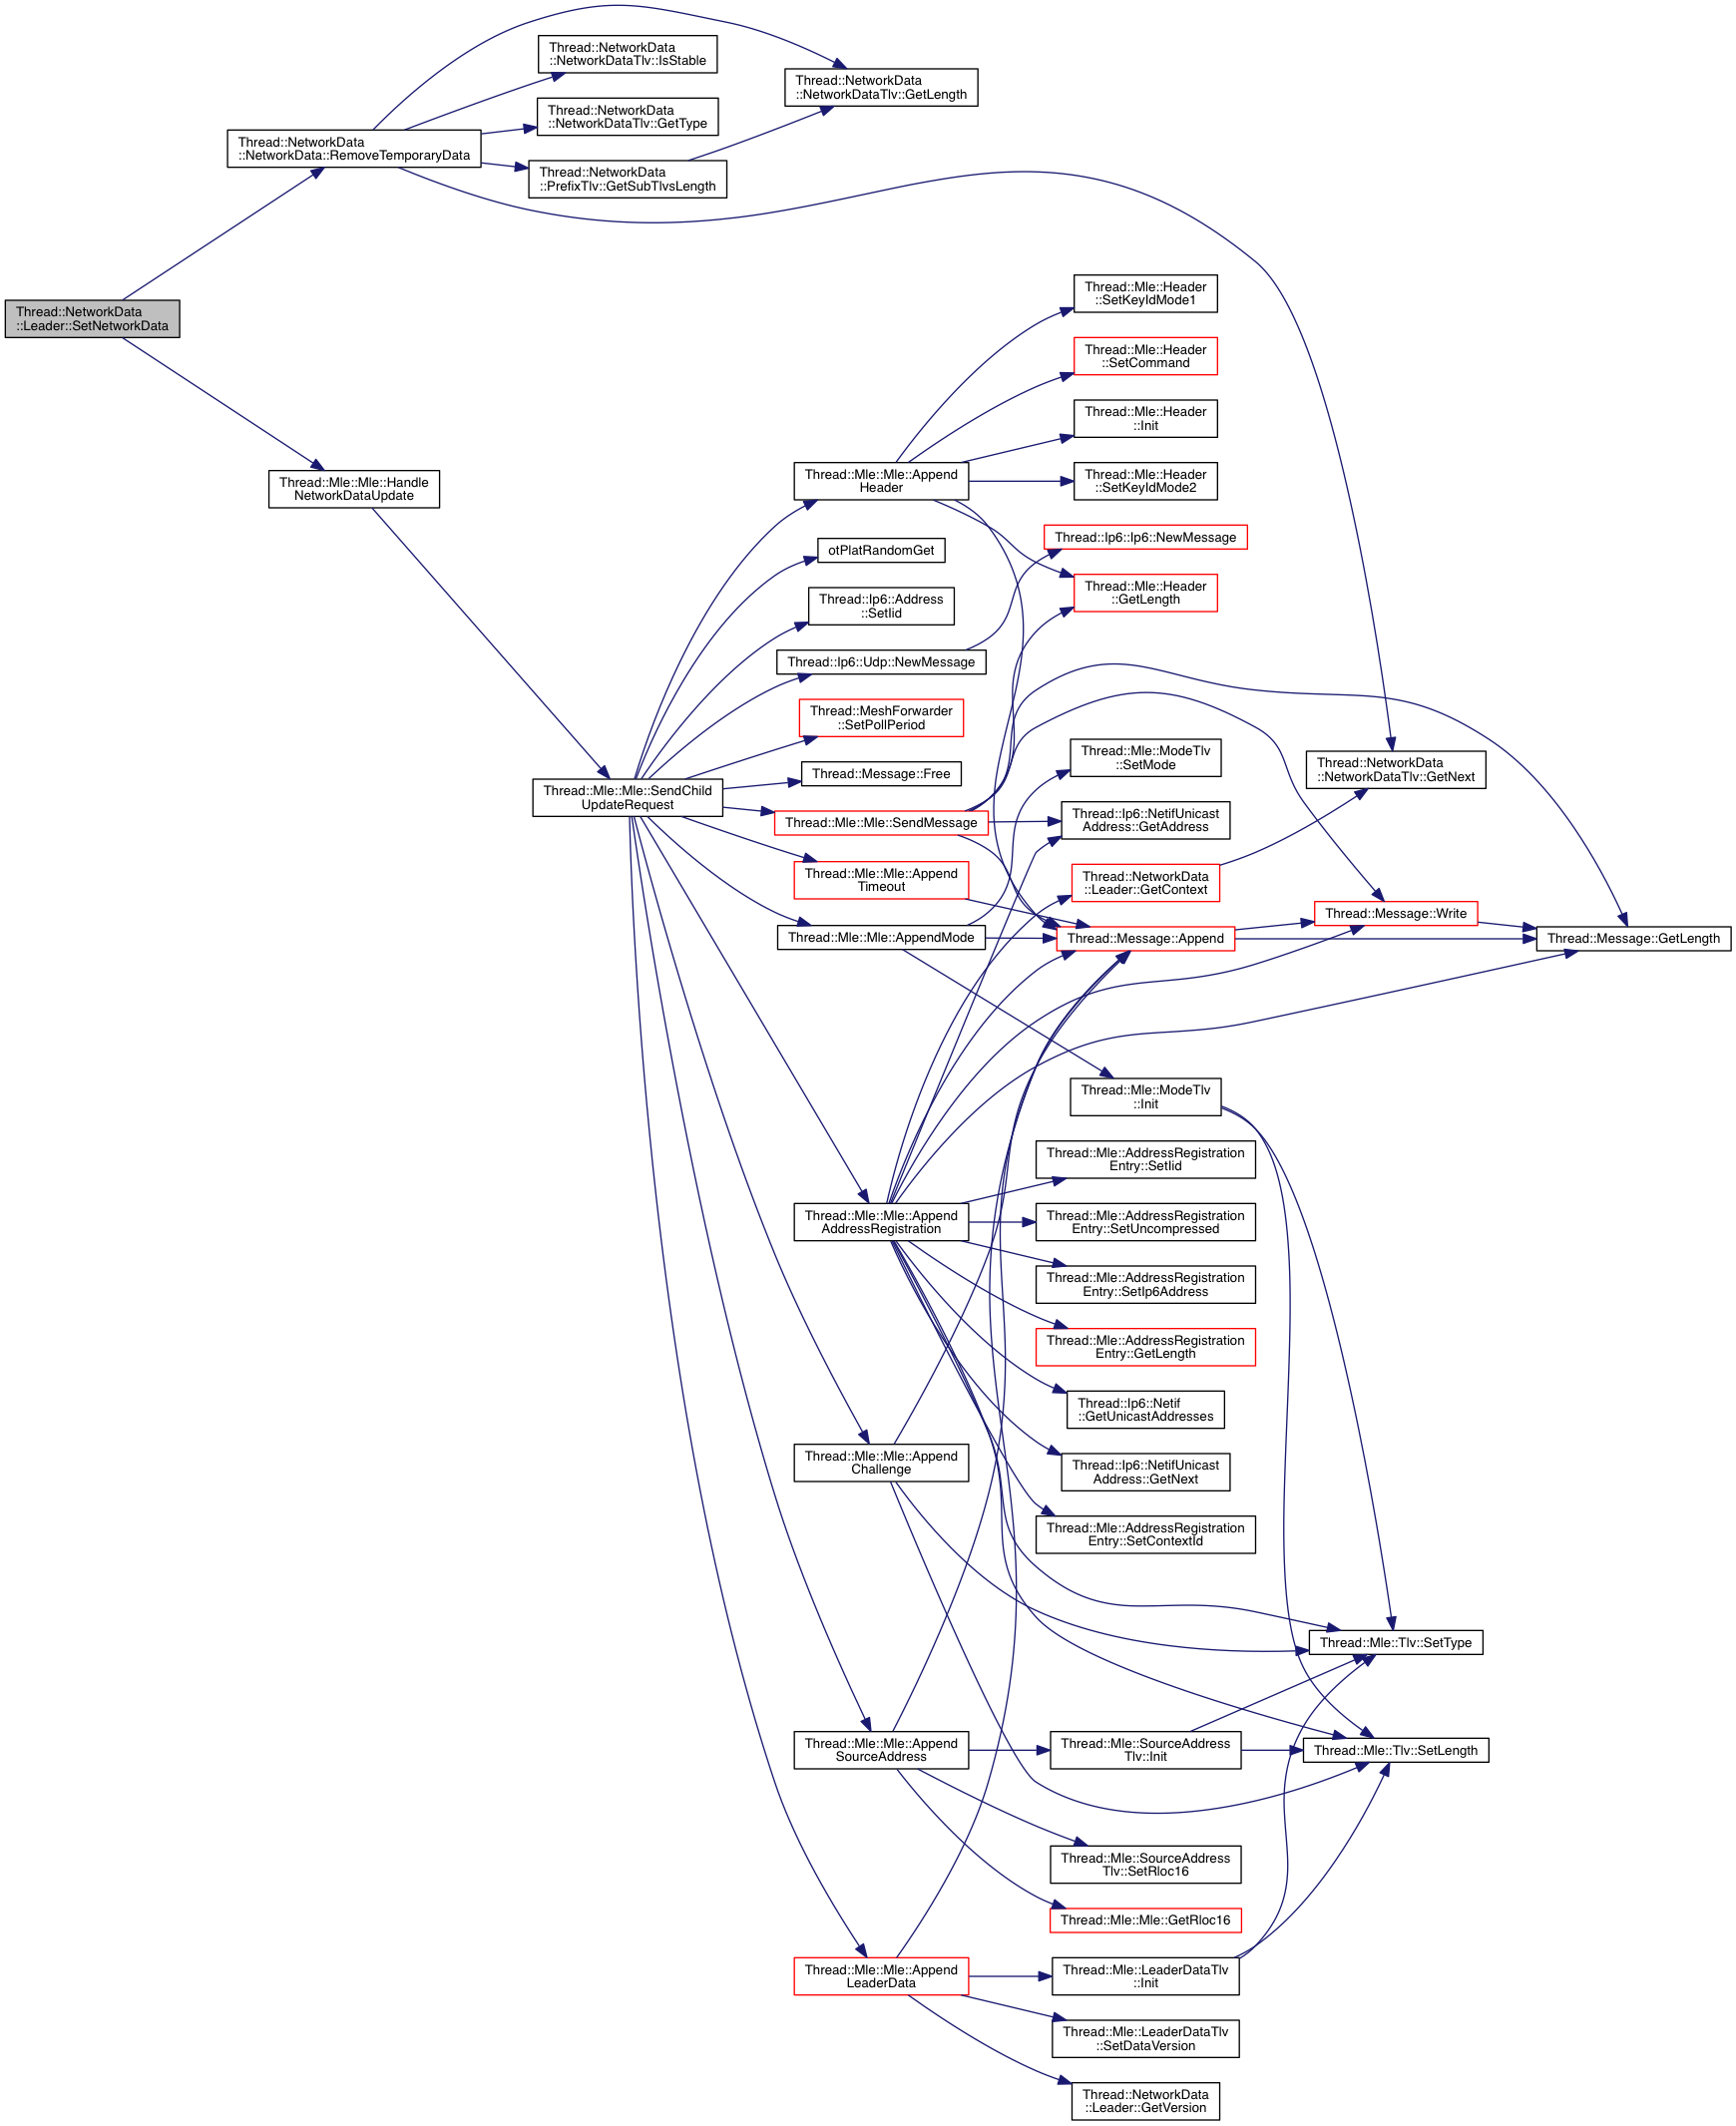 Thread::NetworkData
::NetworkDataTlv::IsStable
Thread::NetworkData
::NetworkDataTlv::GetLength
Thread::NetworkData
::NetworkDataTlv::GetType
Thread::NetworkData
::NetworkData::RemoveTemporaryData
Thread::NetworkData
::PrefixTlv::GetSubTlvsLength
Thread::Mle::Header
::SetKeyIdMode1
Thread::NetworkData
::Leader::SetNetworkData
Thread::Mle::Header
::SetCommand
Thread::Mle::Header
::Init
Thread::Mle::Mle::Append
Header
Thread::Mle::Header
::SetKeyIdMode2
Thread::Mle::Mle::Handle
NetworkDataUpdate
Thread::Ip6::Ip6::NewMessage
otPlatRandomGet
Thread::Mle::Header
::GetLength
Thread::Ip6::Address
::SetIid
Thread::Ip6::Udp::NewMessage
Thread::MeshForwarder
::SetPollPeriod
Thread::Mle::ModeTlv
::SetMode
Thread::NetworkData
::NetworkDataTlv::GetNext
Thread::Message::Free
Thread::Mle::Mle::SendChild
UpdateRequest
Thread::Mle::Mle::SendMessage
Thread::Ip6::NetifUnicast
Address::GetAddress
Thread::Mle::Mle::Append
Timeout
Thread::NetworkData
::Leader::GetContext
Thread::Message::Write
Thread::Mle::Mle::AppendMode
Thread::Message::Append
Thread::Message::GetLength
Thread::Mle::ModeTlv
::Init
Thread::Mle::AddressRegistration
Entry::SetIid
Thread::Mle::Mle::Append
AddressRegistration
Thread::Mle::AddressRegistration
Entry::SetUncompressed
Thread::Mle::AddressRegistration
Entry::SetIp6Address
Thread::Mle::AddressRegistration
Entry::GetLength
Thread::Ip6::Netif
::GetUnicastAddresses
Thread::Mle::Mle::Append
Challenge
Thread::Ip6::NetifUnicast
Address::GetNext
Thread::Mle::AddressRegistration
Entry::SetContextId
Thread::Mle::Tlv::SetType
Thread::Mle::Mle::Append
SourceAddress
Thread::Mle::SourceAddress
Tlv::Init
Thread::Mle::Tlv::SetLength
Thread::Mle::SourceAddress
Tlv::SetRloc16
Thread::Mle::Mle::GetRloc16
Thread::Mle::Mle::Append
LeaderData
Thread::Mle::LeaderDataTlv
::Init
Thread::Mle::LeaderDataTlv
::SetDataVersion
Thread::NetworkData
::Leader::GetVersion